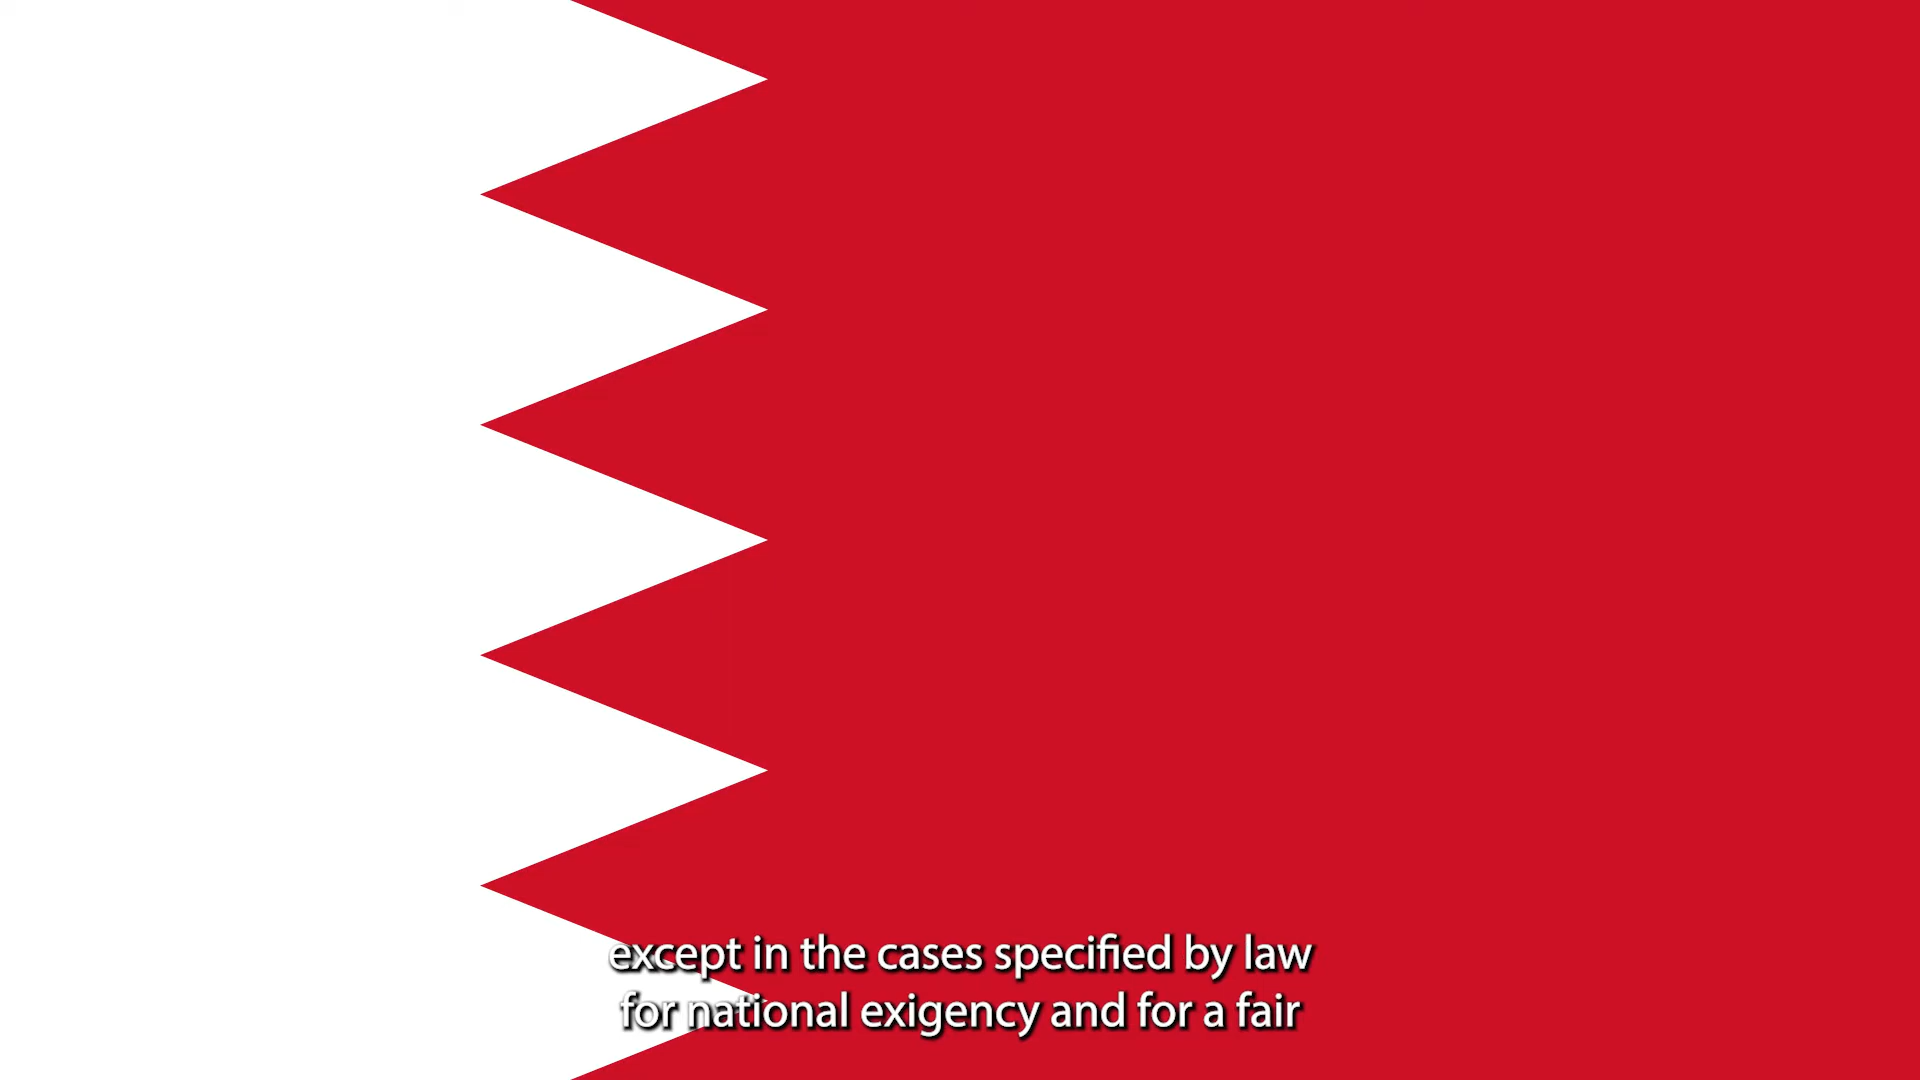 except in the cases specified by law
for national exigency and for a fair